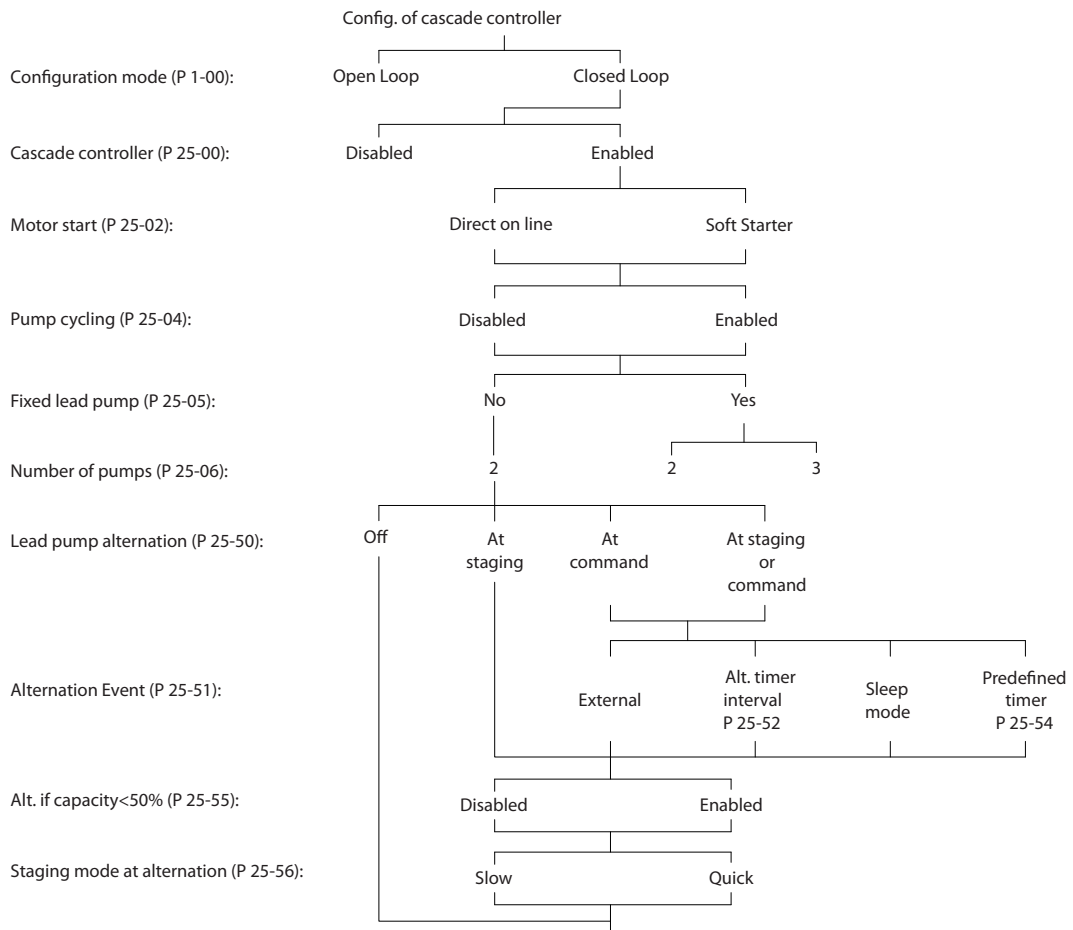 Config. of cascade controller
Configuration mode (P 1-00):
Open Loop
Closed Loop
Cascade controller (P 25-00):
Disabled
Enabled
Motor start (P 25-02):
Direct on line
Soft Starter
Pump cycling (P 25-04):
Disabled
Enabled
Fixed lead pump (P 25-05):
No
Yes
Number of pumps (P 25-06):
2
2
3
Lead pump alternation (P 25-50):
Off
At
staging
At
command
At staging
or
command
Alternation Event (P 25-51):
External
Alt. timer
interval
P 25-52
Sleep
mode
Predefined
timer
P 25-54
Alt. if capacity<50% (P 25-55):
Disabled
Enabled
Staging mode at alternation (P 25-56):
Slow
Quick